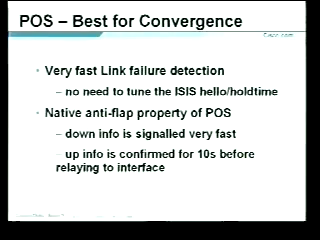 POS – Best for Convergence
Cisco.com
• Very fast Link failure detection
– no need to tune the ISIS hello/holdtime
• Native anti-flap property of POS
– down info is signalled very fast
– up info is confirmed for 10s before
relaying to interface